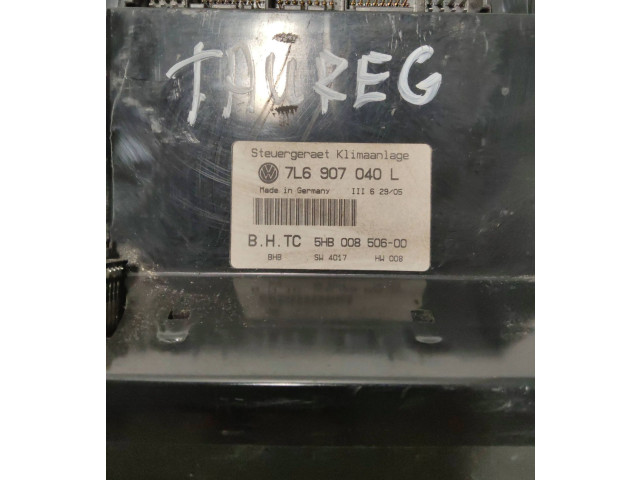 TAUREG
Steuergeraet Klimaanlage
7L6 907 040 L
Made in Germany III 6 29/05
B.H.TC 5HB 008 506-00
BHB SW 4017 HW 008